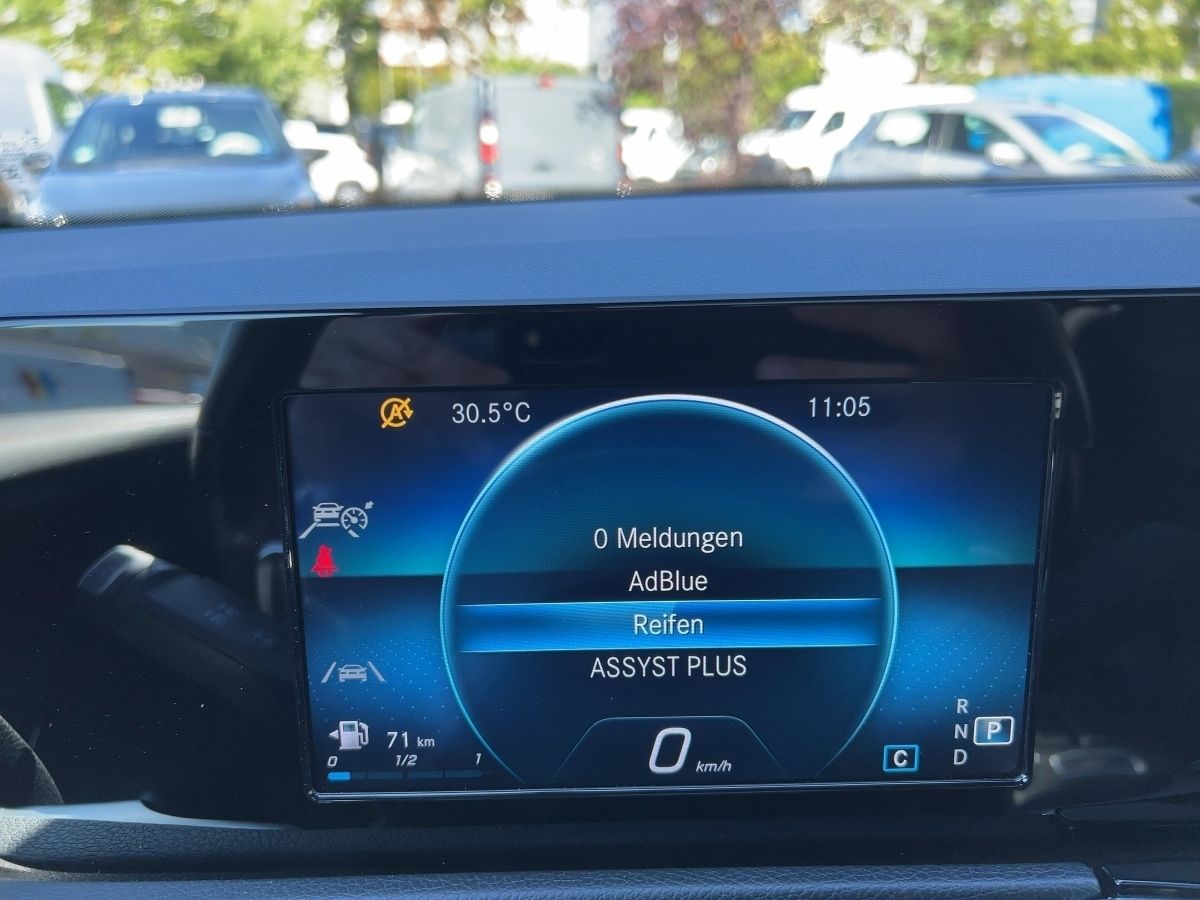 A
30.5°C
11:05
0 Meldungen
AdBlue
Reifen
ASSYST PLUS
71 km
0 1/2 1
0 km/h
C
R
N P
D